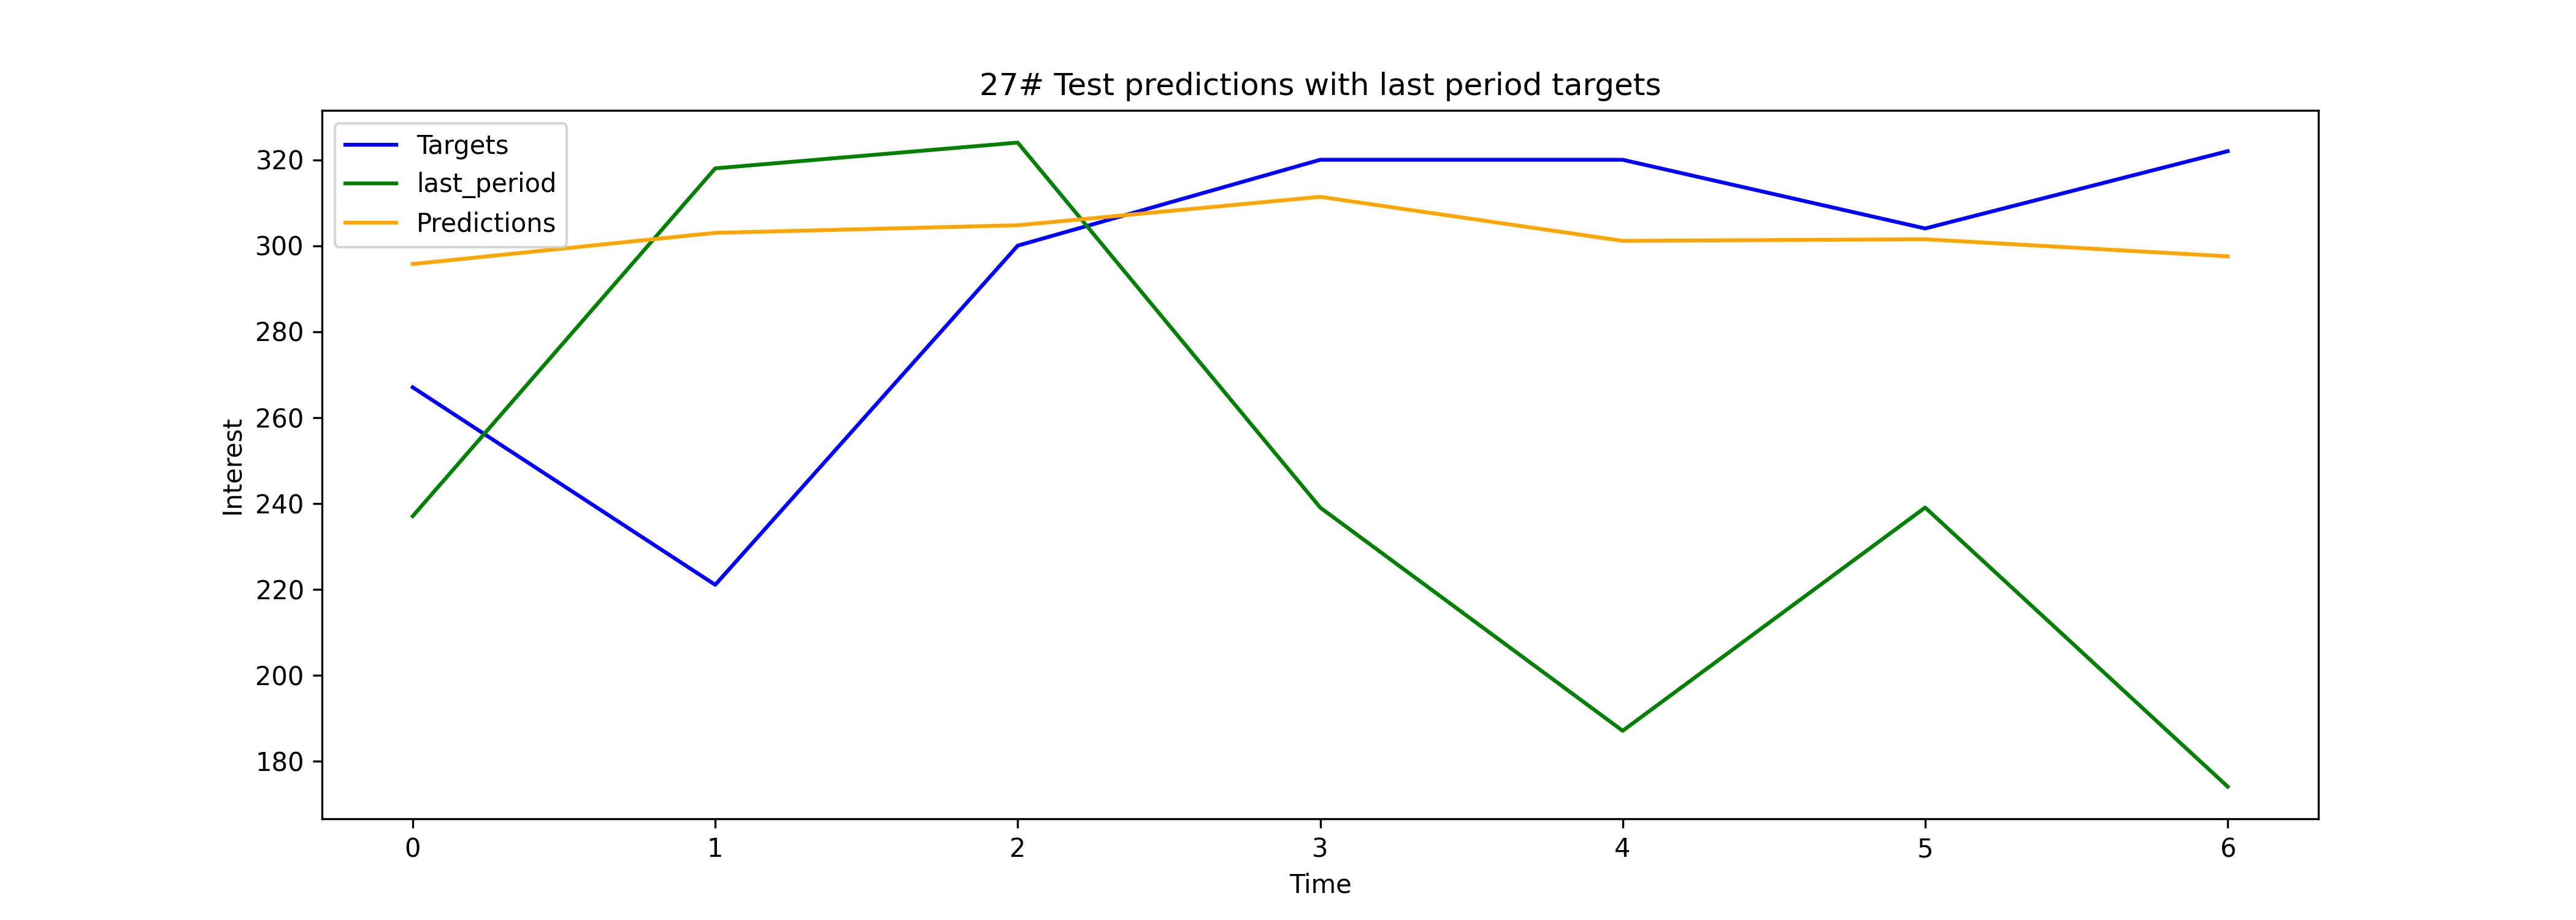 27# Test predictions with last period targets
Targets
last_period
Predictions
320
300
280
260
240
220
200
180
Interest
0 1 2 3 4 5 6
Time